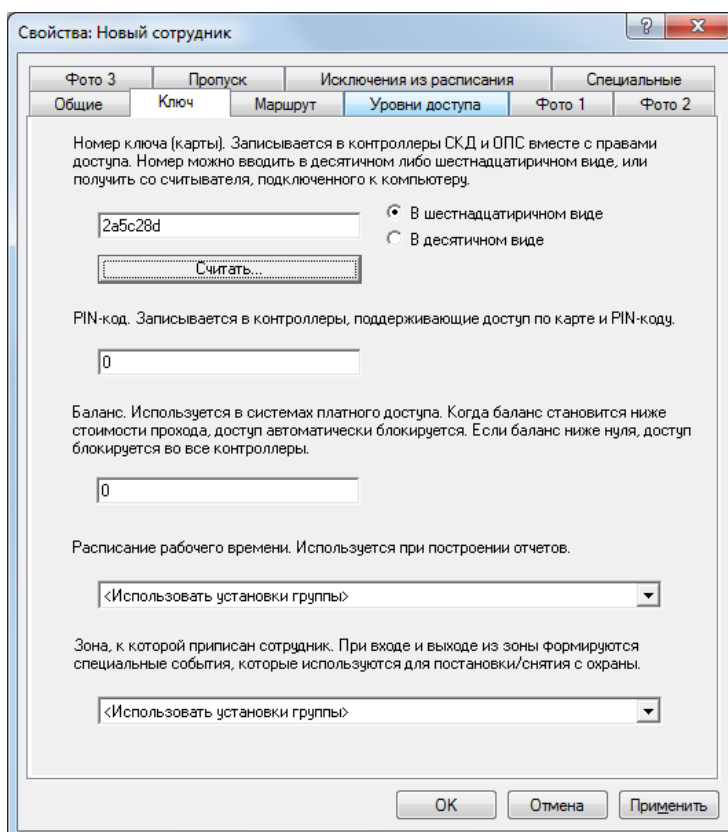 Свойства: Новый сотрудник
Фото 3 Пропуск Исключения из расписания Специальные
Общие Ключ Маршрут Уровни доступа Фото 1 Фото 2
Номер ключа (карты). Записывается в контроллеры СКД и ОПС вместе с правами
доступа. Номер можно вводить в десятичном либо шестнадцатиричном виде, или
получить со считывателя, подключенного к компьютеру.
2a5c28d
В шестнадцатиричном виде
В десятичном виде
Считать...
PIN-код. Записывается в контроллеры, поддерживающие доступ по карте и PIN-коду.
0
Баланс. Используется в системах платного доступа. Когда баланс становится ниже
стоимости прохода, доступ автоматически блокируется. Если баланс ниже нуля, доступ
блокируется во все контроллеры.
0
Расписание рабочего времени. Используется при построении отчетов.
<Использовать установки группы>
Зона, к которой приписан сотрудник. При входе и выходе из зоны формируются
специальные события, которые используются для постановки/снятия с охраны.
<Использовать установки группы>
OK Отмена Применить